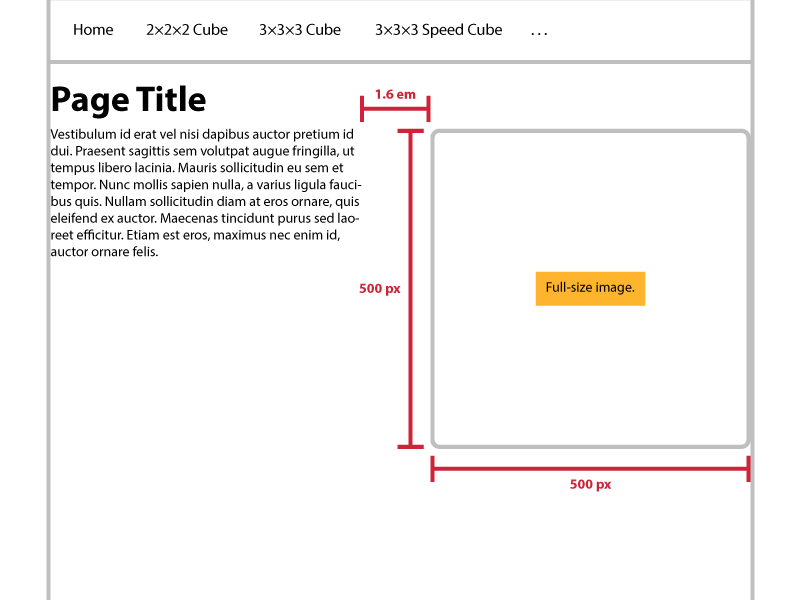 Home 2×2×2 Cube 3×3×3 Cube 3×3×3 Speed Cube ...
Page Title
1.6 em
Vestibulum id erat vel nisi dapibus auctor pretium id
dui. Praesent sagittis sem volutpat augue fringilla, ut
tempus libero lacinia. Mauris sollicitudin eu sem et
tempor. Nunc mollis sapien nulla, a varius ligula fauci-
bus quis. Nullam sollicitudin diam at eros ornare, quis
eleifend ex auctor. Maecenas tincidunt purus sed lao-
reet efficitur. Etiam est eros, maximus nec enim id,
auctor ornare felis.
500 px
Full-size image.
500 px